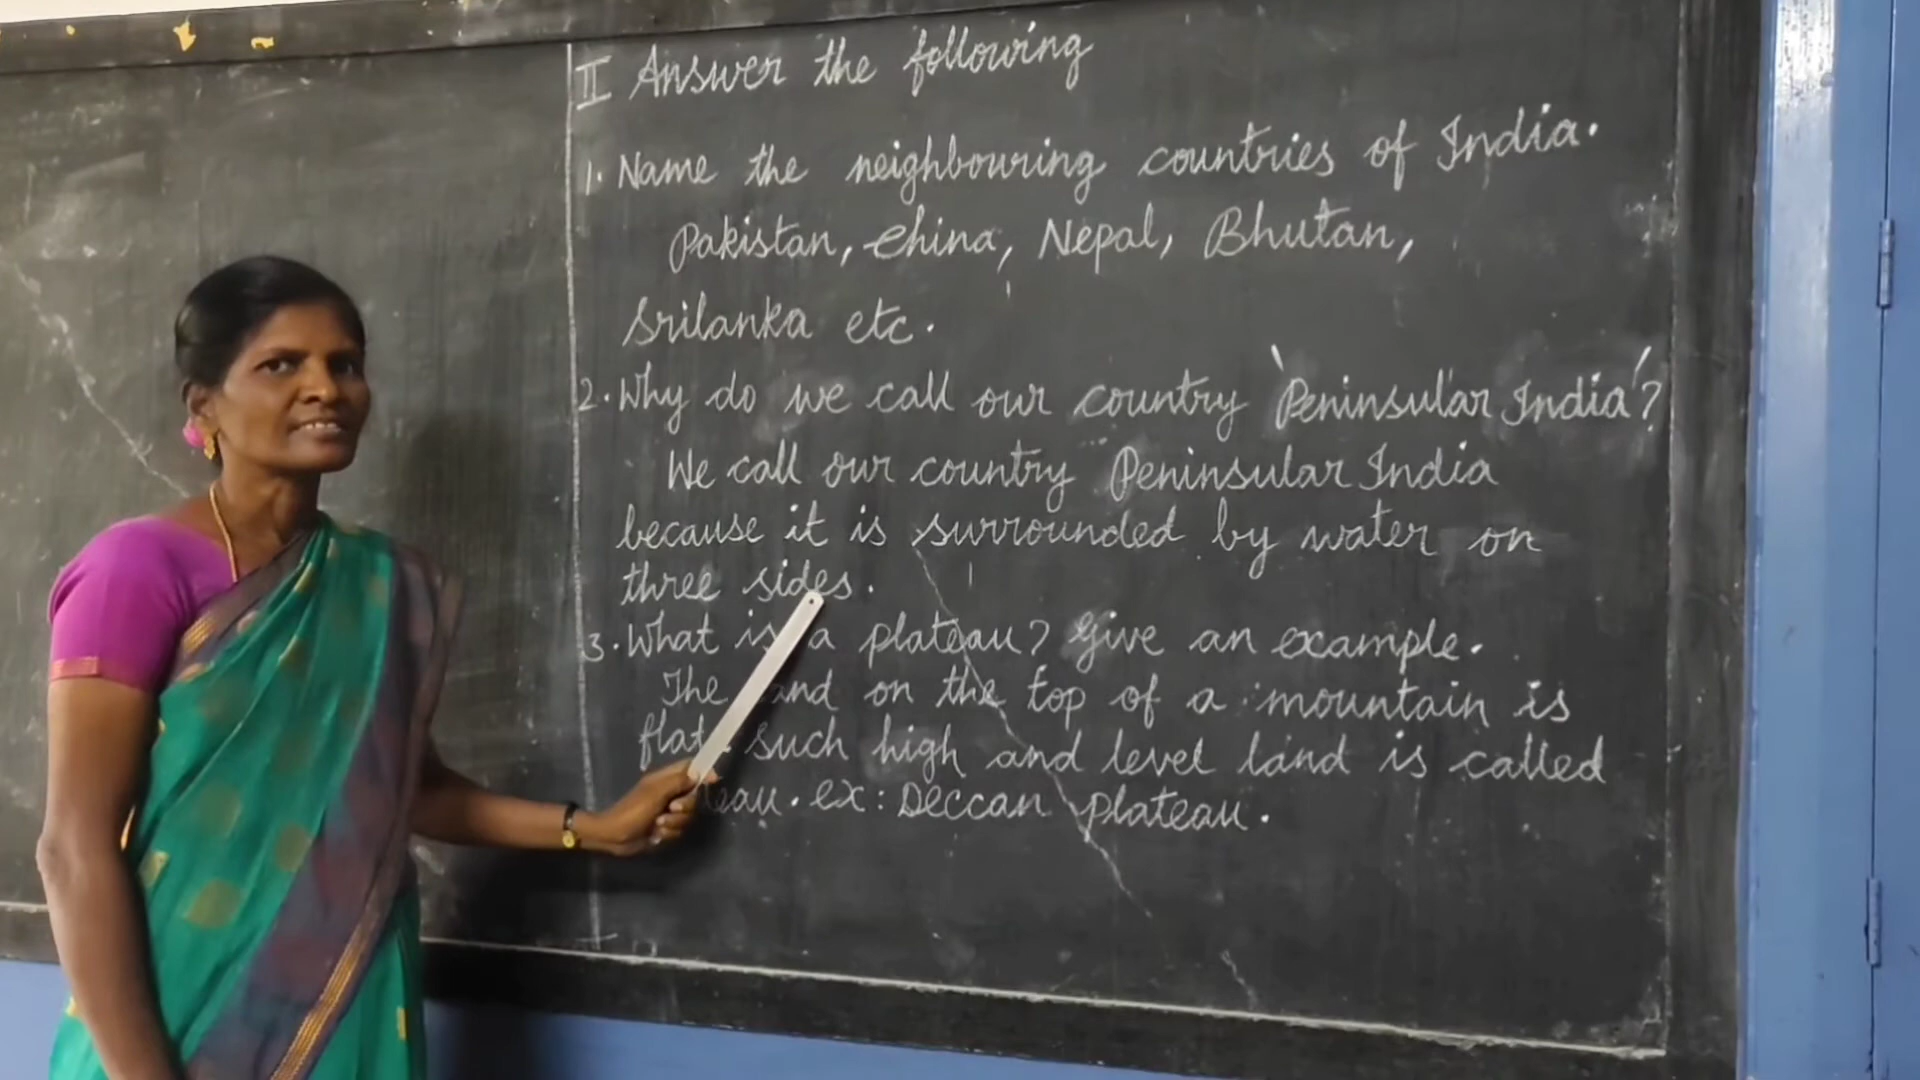 II Answer the following
1. Name the neighbouring countries of India.
Pakistan, China, Nepal, Bhutan,
Srilanka etc.
2. Why do we call our country 'Peninsular India'?
We call our country Peninsular India
because it is surrounded by water on
three sides.
3. What is a plateau? Give an example.
The and on the top of a mountain is
flat. Such high and level land is called
eau. ex: Deccan plateau.